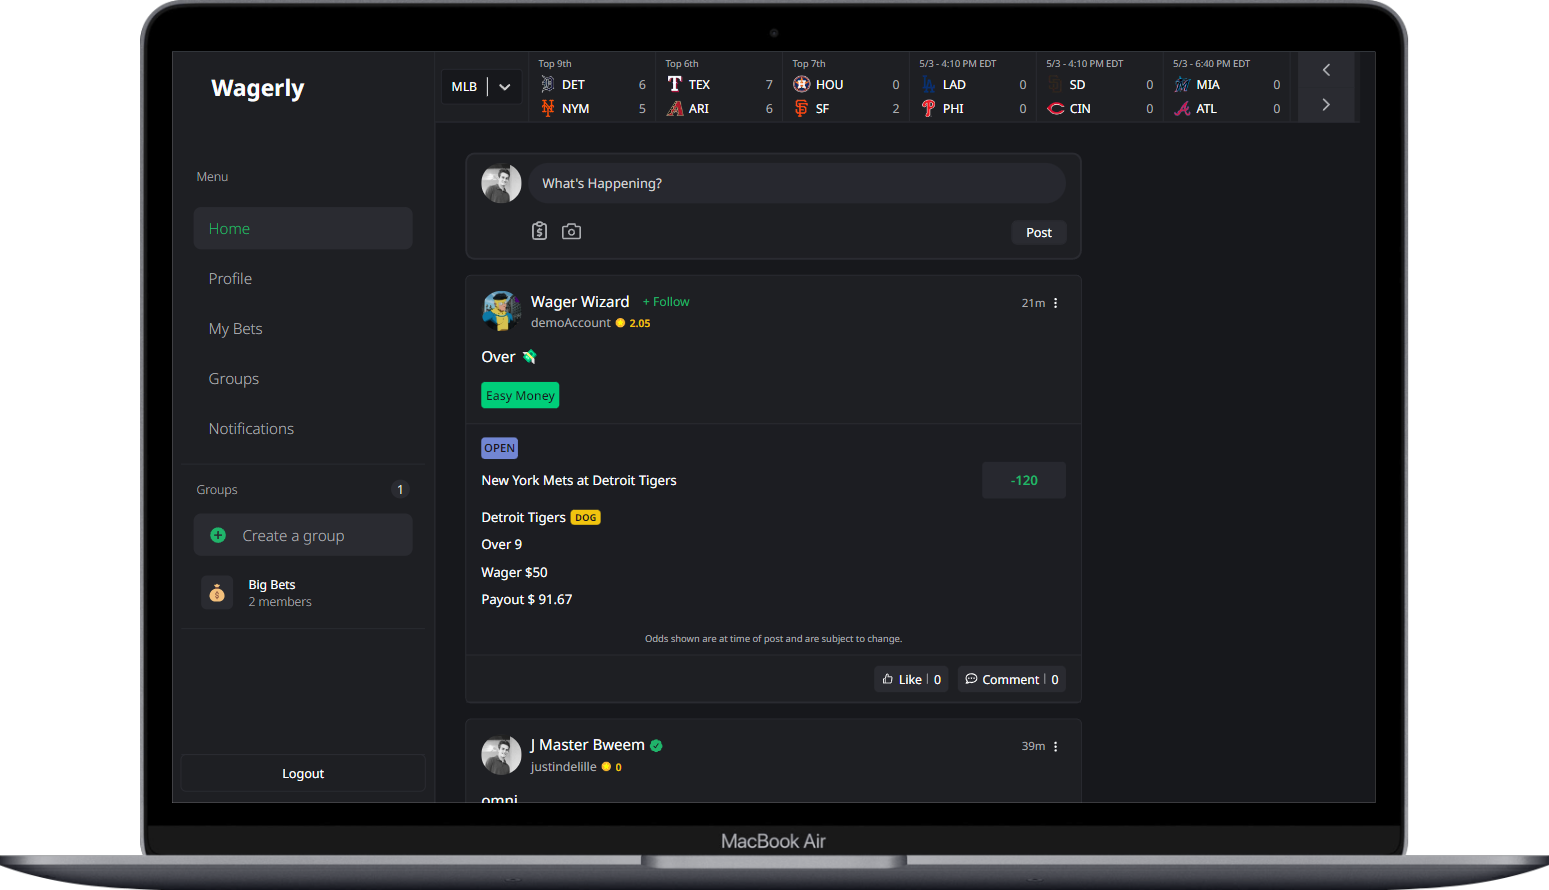 Wagerly
Menu
Home
Profile
My Bets
Groups
Notifications
Groups 1
Create a group
Big Bets
2 members
Logout
MLB
Top 9th
DET 6
NYM 5
Top 6th
TEX 7
ARI 6
Top 7th
HOU 0
SF 2
5/3 - 4:10 PM EDT
LAD 0
PHI 0
5/3 - 4:10 PM EDT
SD 0
CIN 0
5/3 - 6:40 PM EDT
MIA 0
ATL 0
What's Happening?
Post
Wager Wizard + Follow 21m
demoAccount 2.05
Over
Easy Money
OPEN
New York Mets at Detroit Tigers -120
Detroit Tigers DOG
Over 9
Wager $50
Payout $ 91.67
Odds shown are at time of post and are subject to change.
Like | 0 Comment | 0
J Master Bweem 39m
justindelille 0
omni
MacBook Air